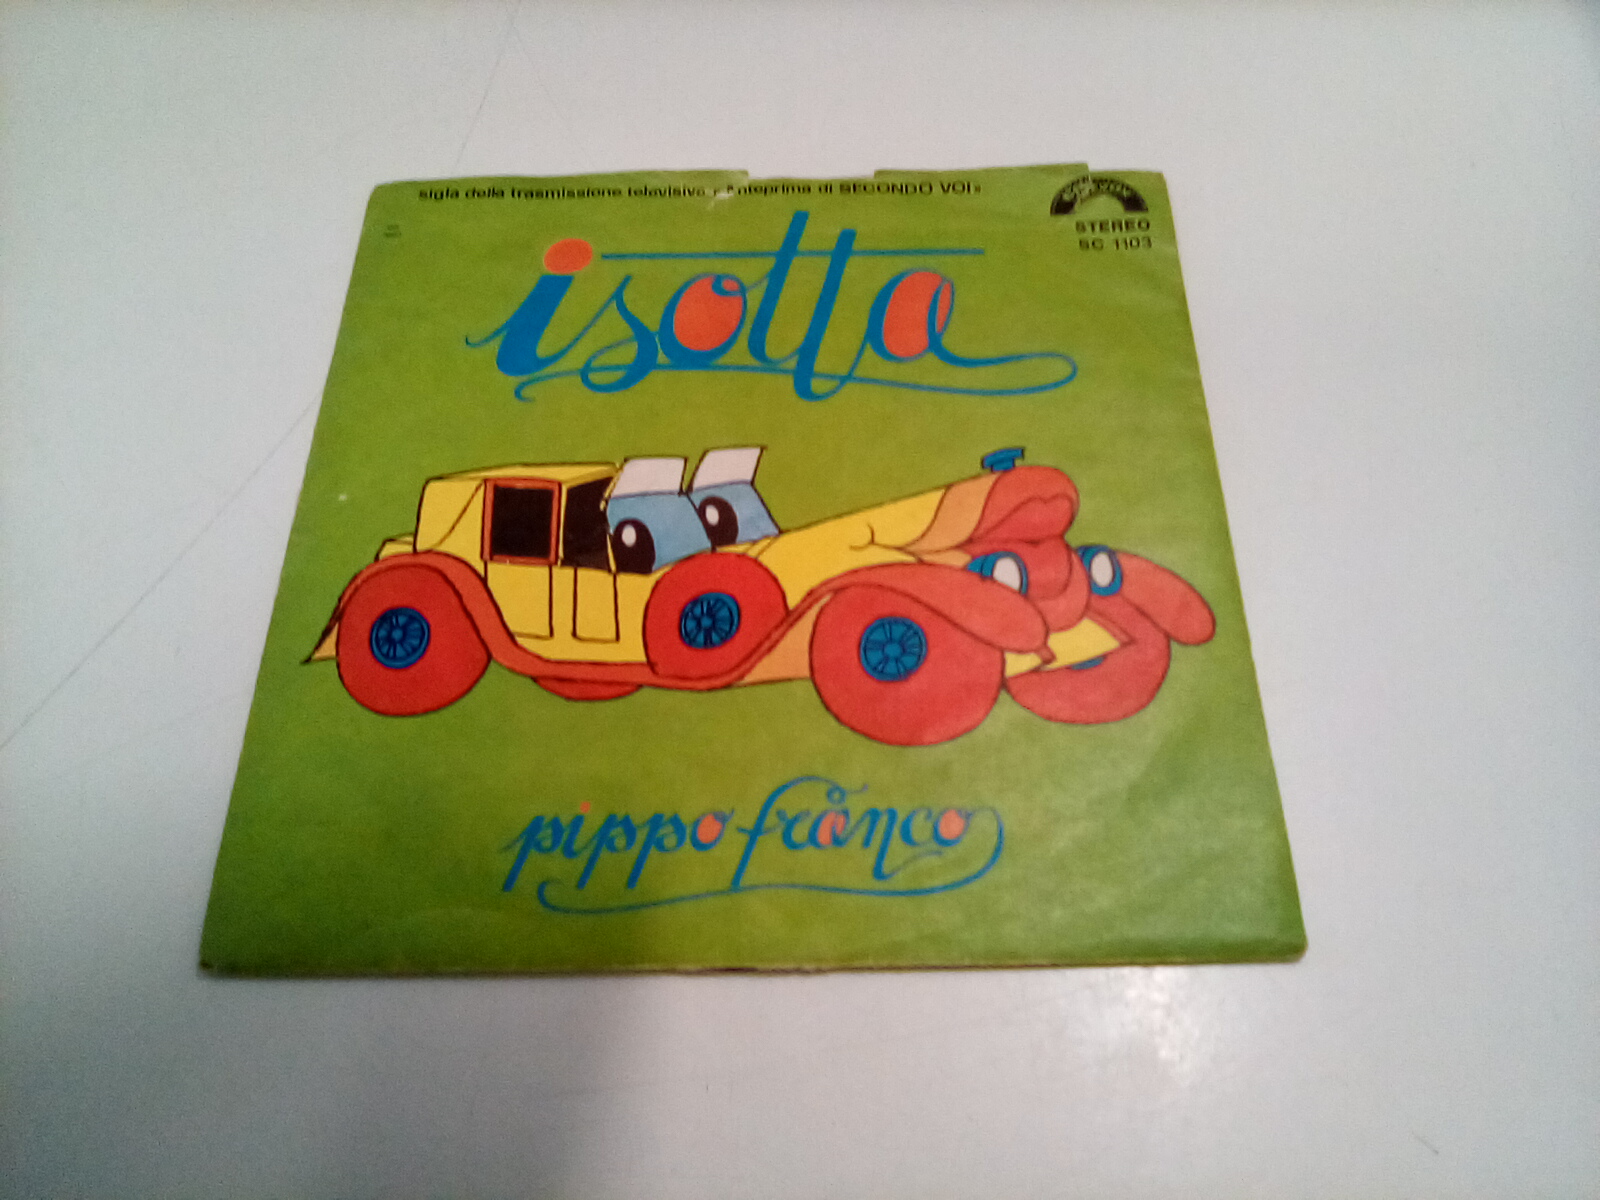 sigla della trasmissione televisiva «Anteprima di SECONDO VOI»
STEREO
SC 1103
isotta
pippo franco